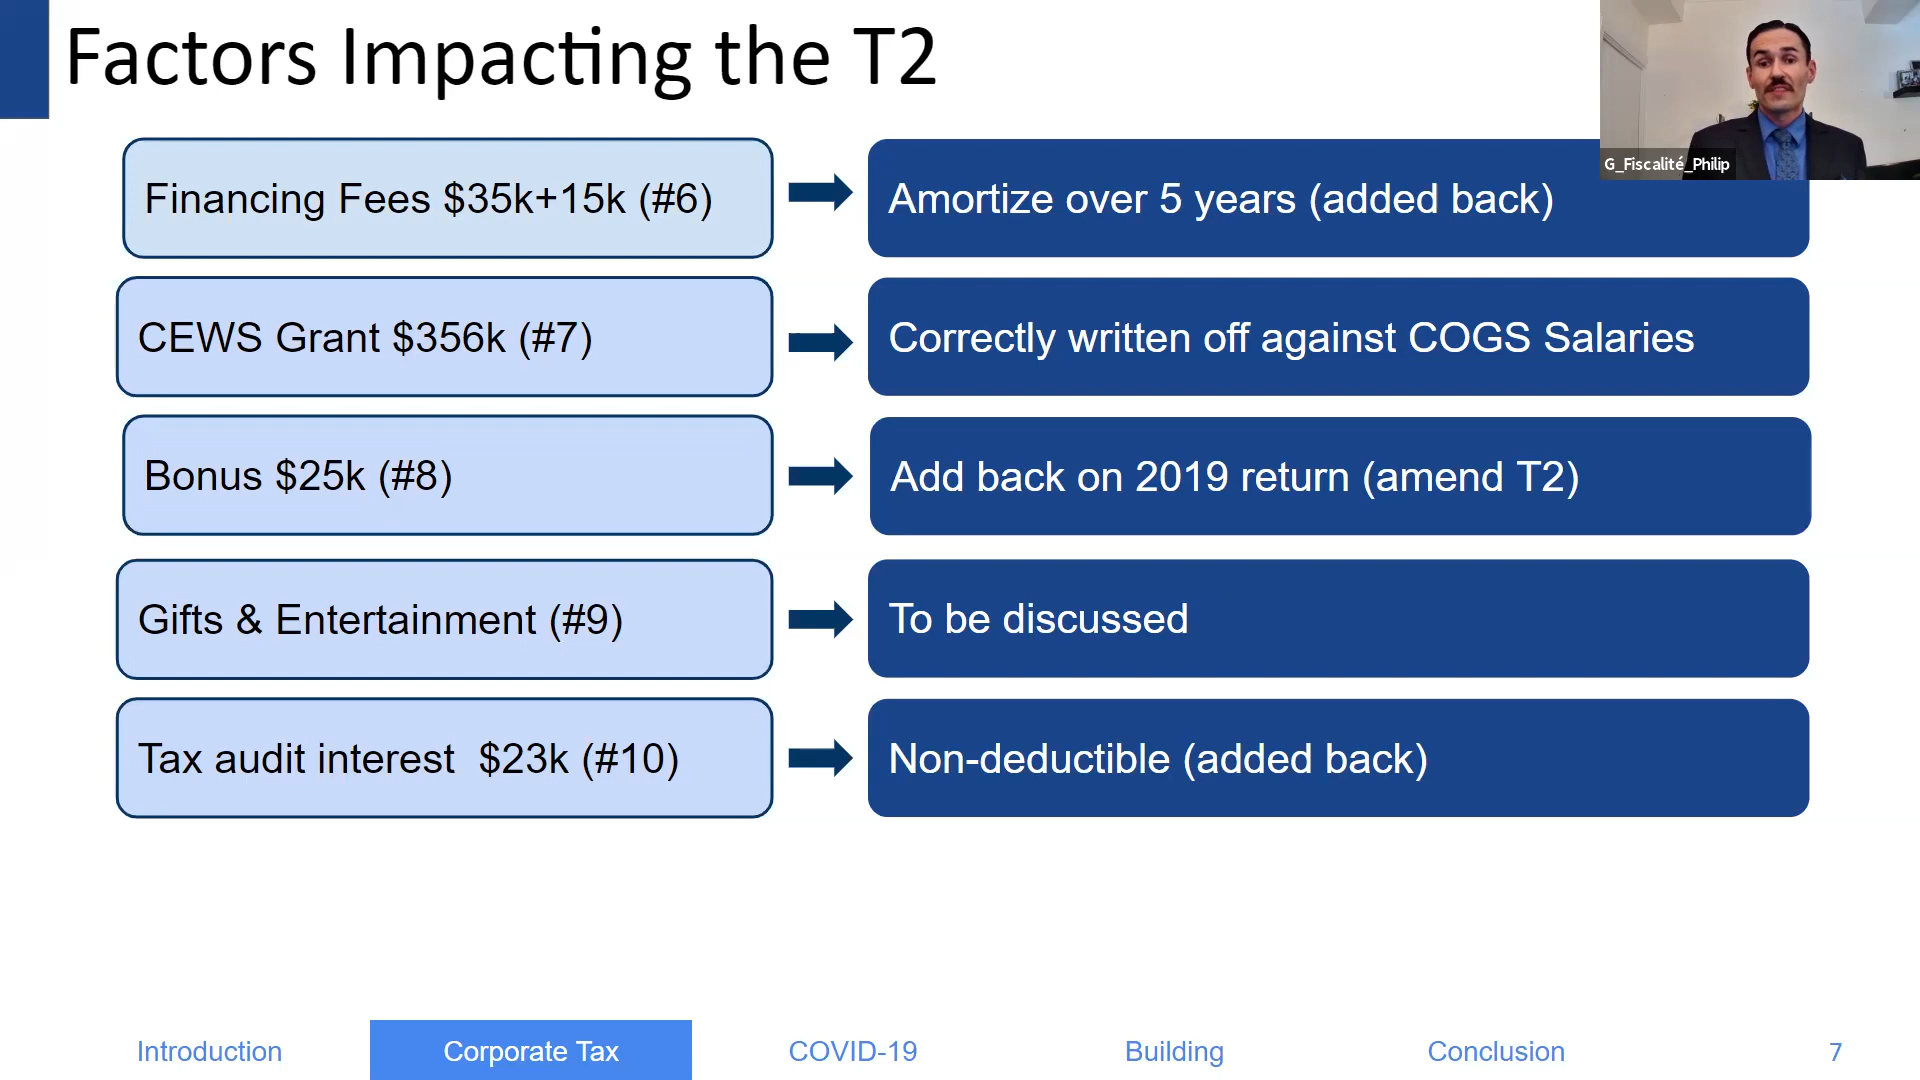 Factors Impacting the T2
G_Fiscalité_Philip
Financing Fees $35k+15k (#6)
Amortize over 5 years (added back)
CEWS Grant $356k (#7)
Correctly written off against COGS Salaries
Bonus $25k (#8)
Add back on 2019 return (amend T2)
Gifts & Entertainment (#9)
To be discussed
Tax audit interest $23k (#10)
Non-deductible (added back)
Introduction
Corporate Tax
COVID-19
Building
Conclusion
7